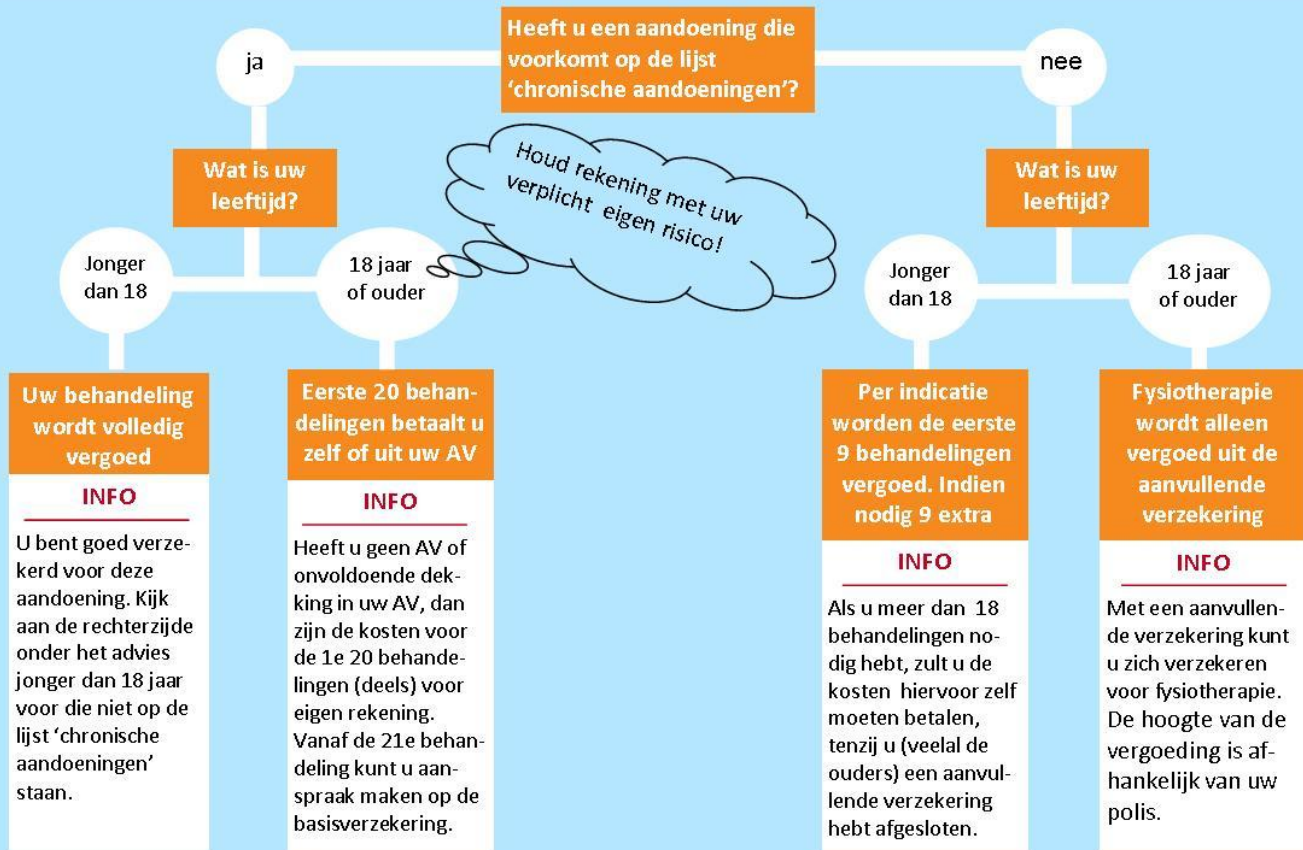 Heeft u een aandoening die
voorkomt op de lijst
‘chronische aandoeningen’?
ja
nee
Wat is uw
leeftijd?
Houd rekening met uw
verplicht eigen risico!
Wat is uw
leeftijd?
Jonger
dan 18
18 jaar
of ouder
Jonger
dan 18
18 jaar
of ouder
Uw behandeling
wordt volledig
vergoed
INFO
U bent goed verze-
kerd voor deze
aandoening. Kijk
aan de rechterzijde
onder het advies
jonger dan 18 jaar
voor die niet op de
lijst ‘chronische
aandoeningen’
staan.
Eerste 20 behan-
delingen betaalt u
zelf of uit uw AV
INFO
Heeft u geen AV of
onvoldoende dek-
king in uw AV, dan
zijn de kosten voor
de 1e 20 behande-
lingen (deels) voor
eigen rekening.
Vanaf de 21e behan-
deling kunt u aan-
spraak maken op de
basisverzekering.
Per indicatie
worden de eerste
9 behandelingen
vergoed. Indien
nodig 9 extra
INFO
Als u meer dan 18
behandelingen no-
dig hebt, zult u de
kosten hiervoor zelf
moeten betalen,
tenzij u (veelal de
ouders) een aanvul-
lende verzekering
hebt afgesloten.
Fysiotherapie
wordt alleen
vergoed uit de
aanvullende
verzekering
INFO
Met een aanvullen-
de verzekering kunt
u zich verzekeren
voor fysiotherapie.
De hoogte van de
vergoeding is af-
hankelijk van uw
polis.